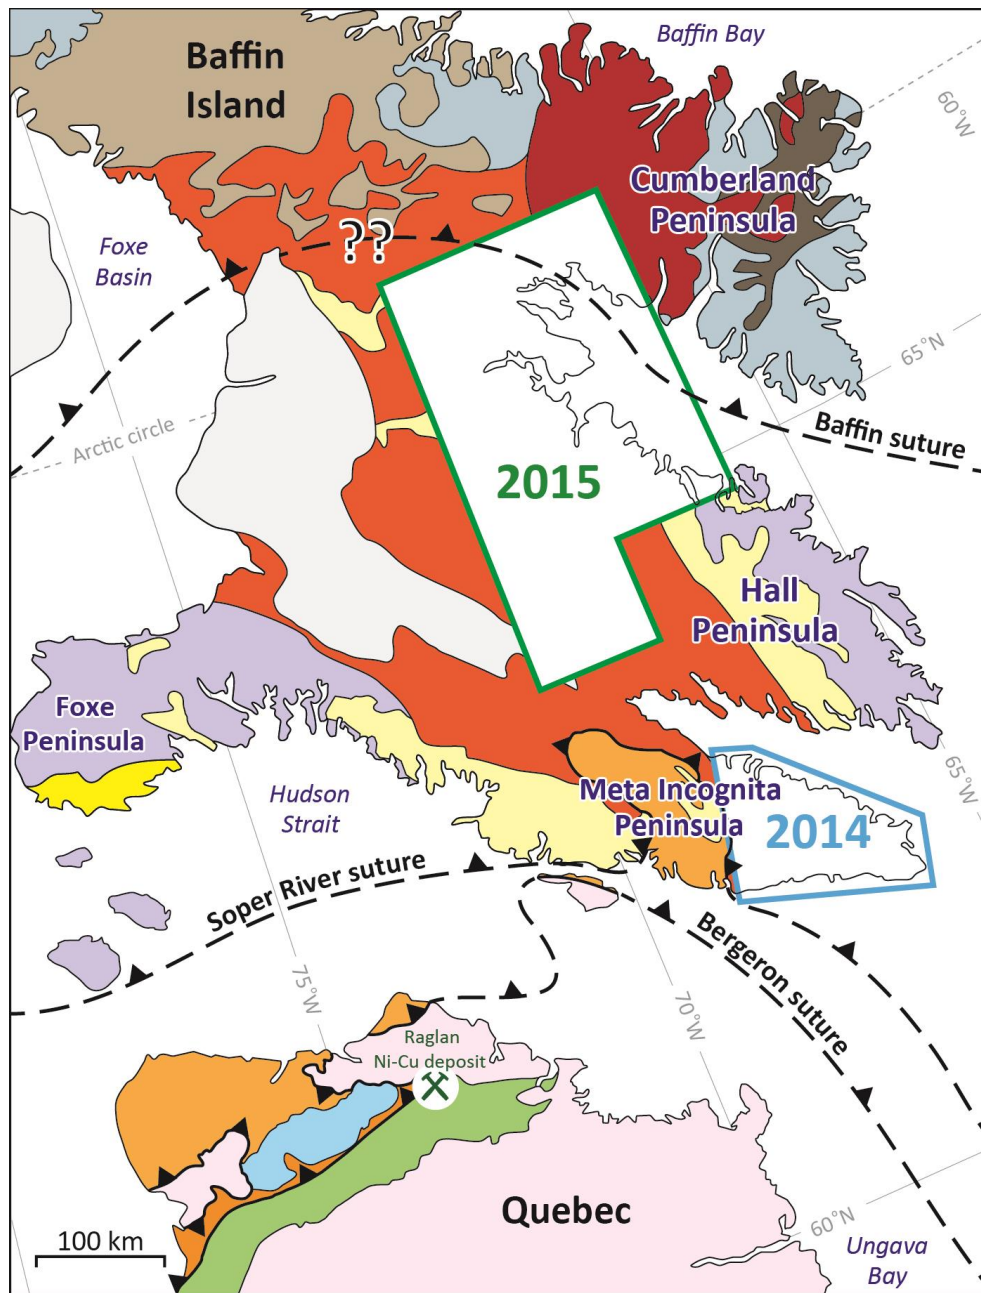 Baffin Bay
Baffin
Island
60°W
Cumberland
Peninsula
??
Foxe
Basin
65°N
Arctic circle
Baffin suture
2015
Hall
Peninsula
Foxe
Peninsula
65°W
Meta Incognita
Peninsula
Hudson
Strait
2014
Soper River suture
Bergeron suture
75°W
70°W
Raglan
Ni-Cu deposit
Quebec
60°N
100 km
Ungava
Bay